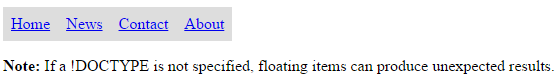 Home News Contact About
Note: If a !DOCTYPE is not specified, floating items can produce unexpected results.